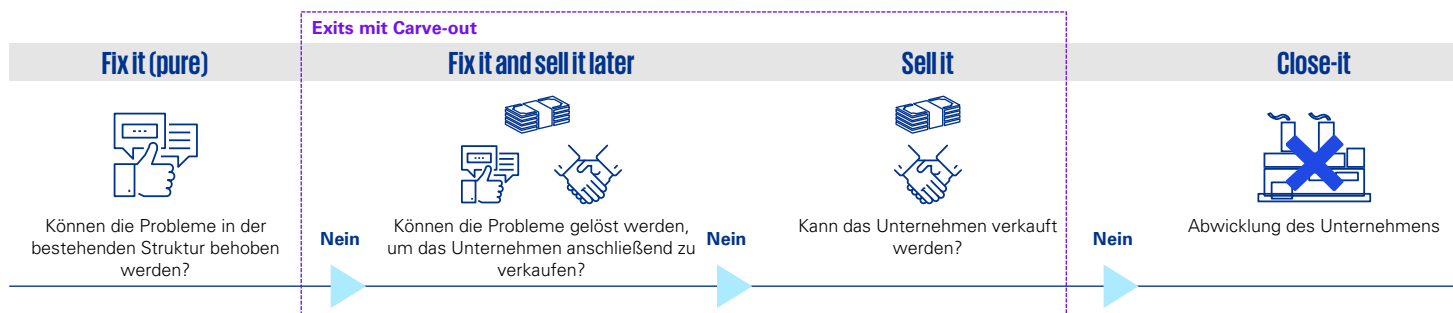 Exits mit Carve-out
Fix it (pure)
Fix it and sell it later
Sell it
Close-it
Können die Probleme in der
bestehenden Struktur behoben
werden?
Nein
Können die Probleme gelöst werden,
um das Unternehmen anschließend zu
verkaufen?
Nein
Kann das Unternehmen verkauft
werden?
Nein
Abwicklung des Unternehmens